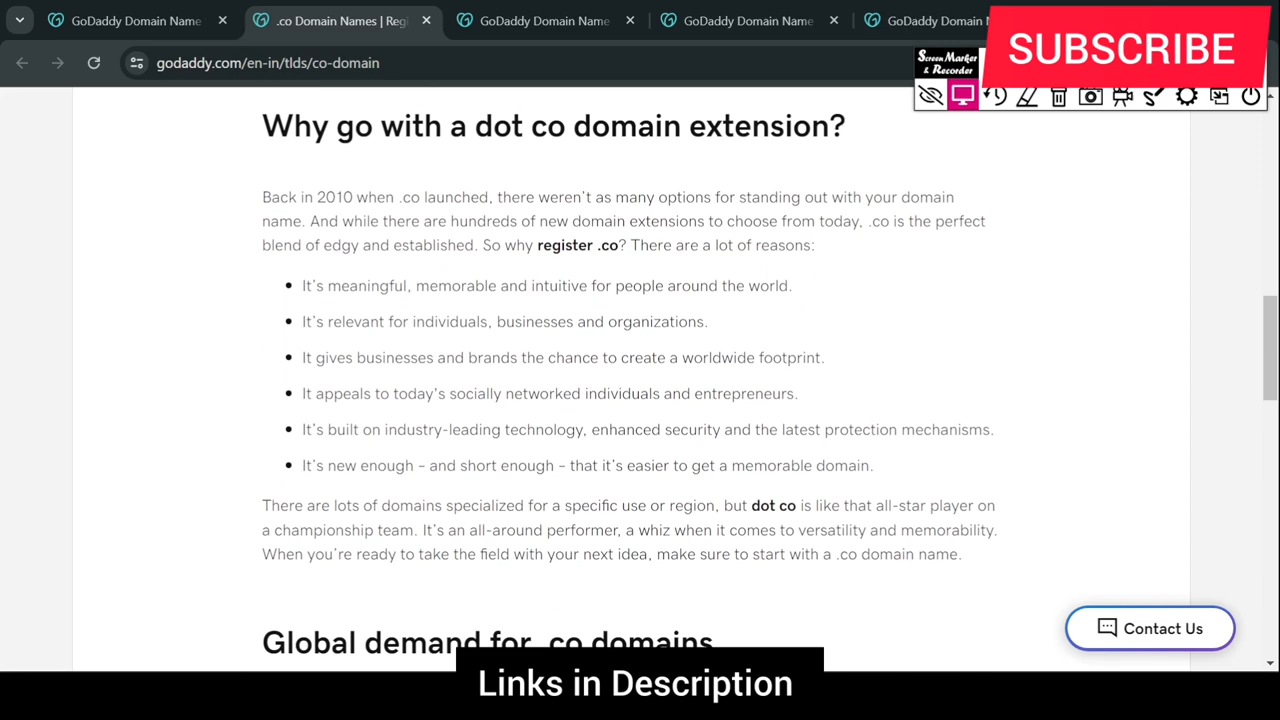 GoDaddy Domain Name
.co Domain Names | Regi
GoDaddy Domain Name
GoDaddy Domain Name
GoDaddy Domain N
SUBSCRIBE
godaddy.com/en-in/tlds/co-domain
Screen Marker
& Recorder
Why go with a dot co domain extension?
Back in 2010 when .co launched, there weren't as many options for standing out with your domain
name. And while there are hundreds of new domain extensions to choose from today, .co is the perfect
blend of edgy and established. So why register .co? There are a lot of reasons:
• It's meaningful, memorable and intuitive for people around the world.
• It's relevant for individuals, businesses and organizations.
• It gives businesses and brands the chance to create a worldwide footprint.
• It appeals to today's socially networked individuals and entrepreneurs.
• It's built on industry-leading technology, enhanced security and the latest protection mechanisms.
• It's new enough – and short enough – that it's easier to get a memorable domain.
There are lots of domains specialized for a specific use or region, but dot co is like that all-star player on
a championship team. It's an all-around performer, a whiz when it comes to versatility and memorability.
When you're ready to take the field with your next idea, make sure to start with a .co domain name.
Contact Us
Global demand for .co domains
Links in Description